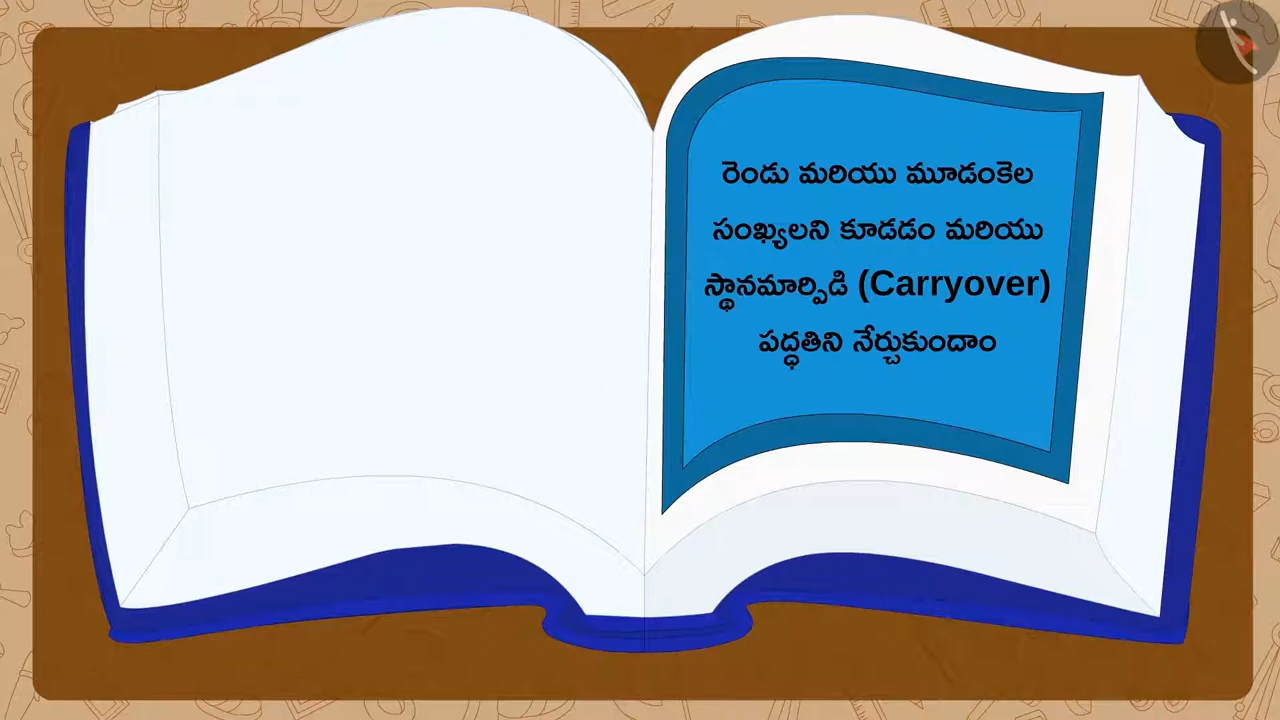 రెండు మరియు మూడంకెల
సంఖ్యలని కూడడం మరియు
స్థానమార్పిడి (Carryover)
పద్ధతిని నేర్చుకుందాం